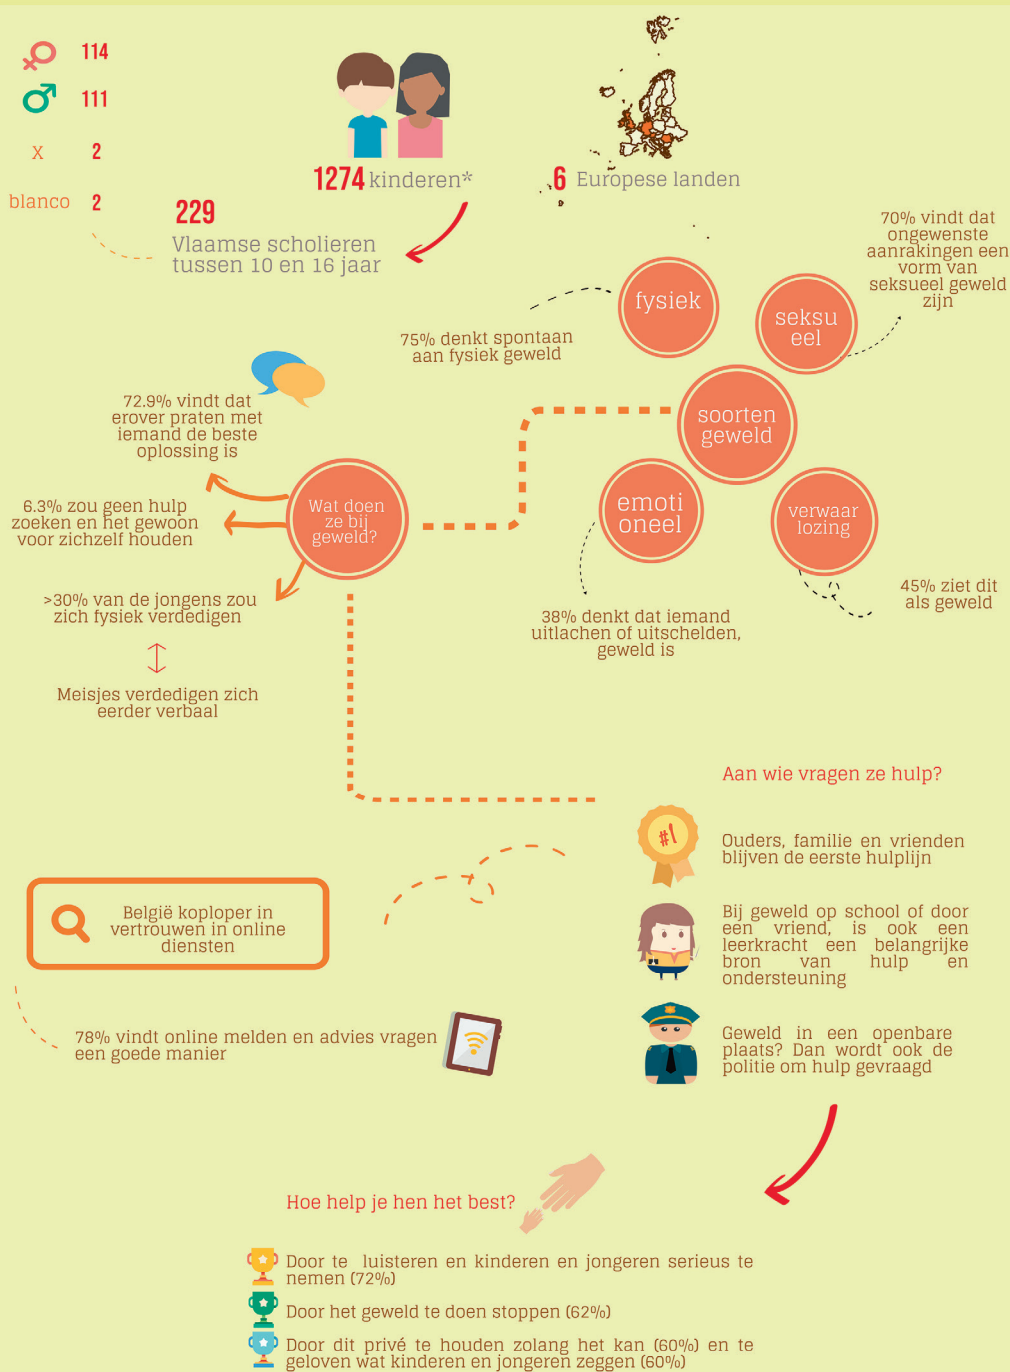 114
111
X 2
blanco 2
1274 kinderen*
6 Europese landen
229
Vlaamse scholieren
tussen 10 en 16 jaar
70% vindt dat
ongewenste
aanrakingen een
vorm van
seksueel geweld
zijn
fysiek
seksu
eel
75% denkt spontaan
aan fysiek geweld
soorten
geweld
72.9% vindt dat
erover praten met
iemand de beste
oplossing is
Wat doen
ze bij
geweld?
6.3% zou geen hulp
zoeken en het gewoon
voor zichzelf houden
>30% van de jongens zou
zich fysiek verdedigen
Meisjes verdedigen zich
eerder verbaal
emoti
oneel
verwaar
lozing
38% denkt dat iemand
uitlachen of uitschelden,
geweld is
45% ziet dit
als geweld
Aan wie vragen ze hulp?
#1
Ouders, familie en vrienden
blijven de eerste hulplijn
Bij geweld op school of door
een vriend, is ook een
leerkracht een belangrijke
bron van hulp en
ondersteuning
Geweld in een openbare
plaats? Dan wordt ook de
politie om hulp gevraagd
België koploper in
vertrouwen in online
diensten
78% vindt online melden en advies vragen
een goede manier
Hoe help je hen het best?
Door te luisteren en kinderen en jongeren serieus te
nemen (72%)
Door het geweld te doen stoppen (62%)
Door dit privé te houden zolang het kan (60%) en te
geloven wat kinderen en jongeren zeggen (60%)